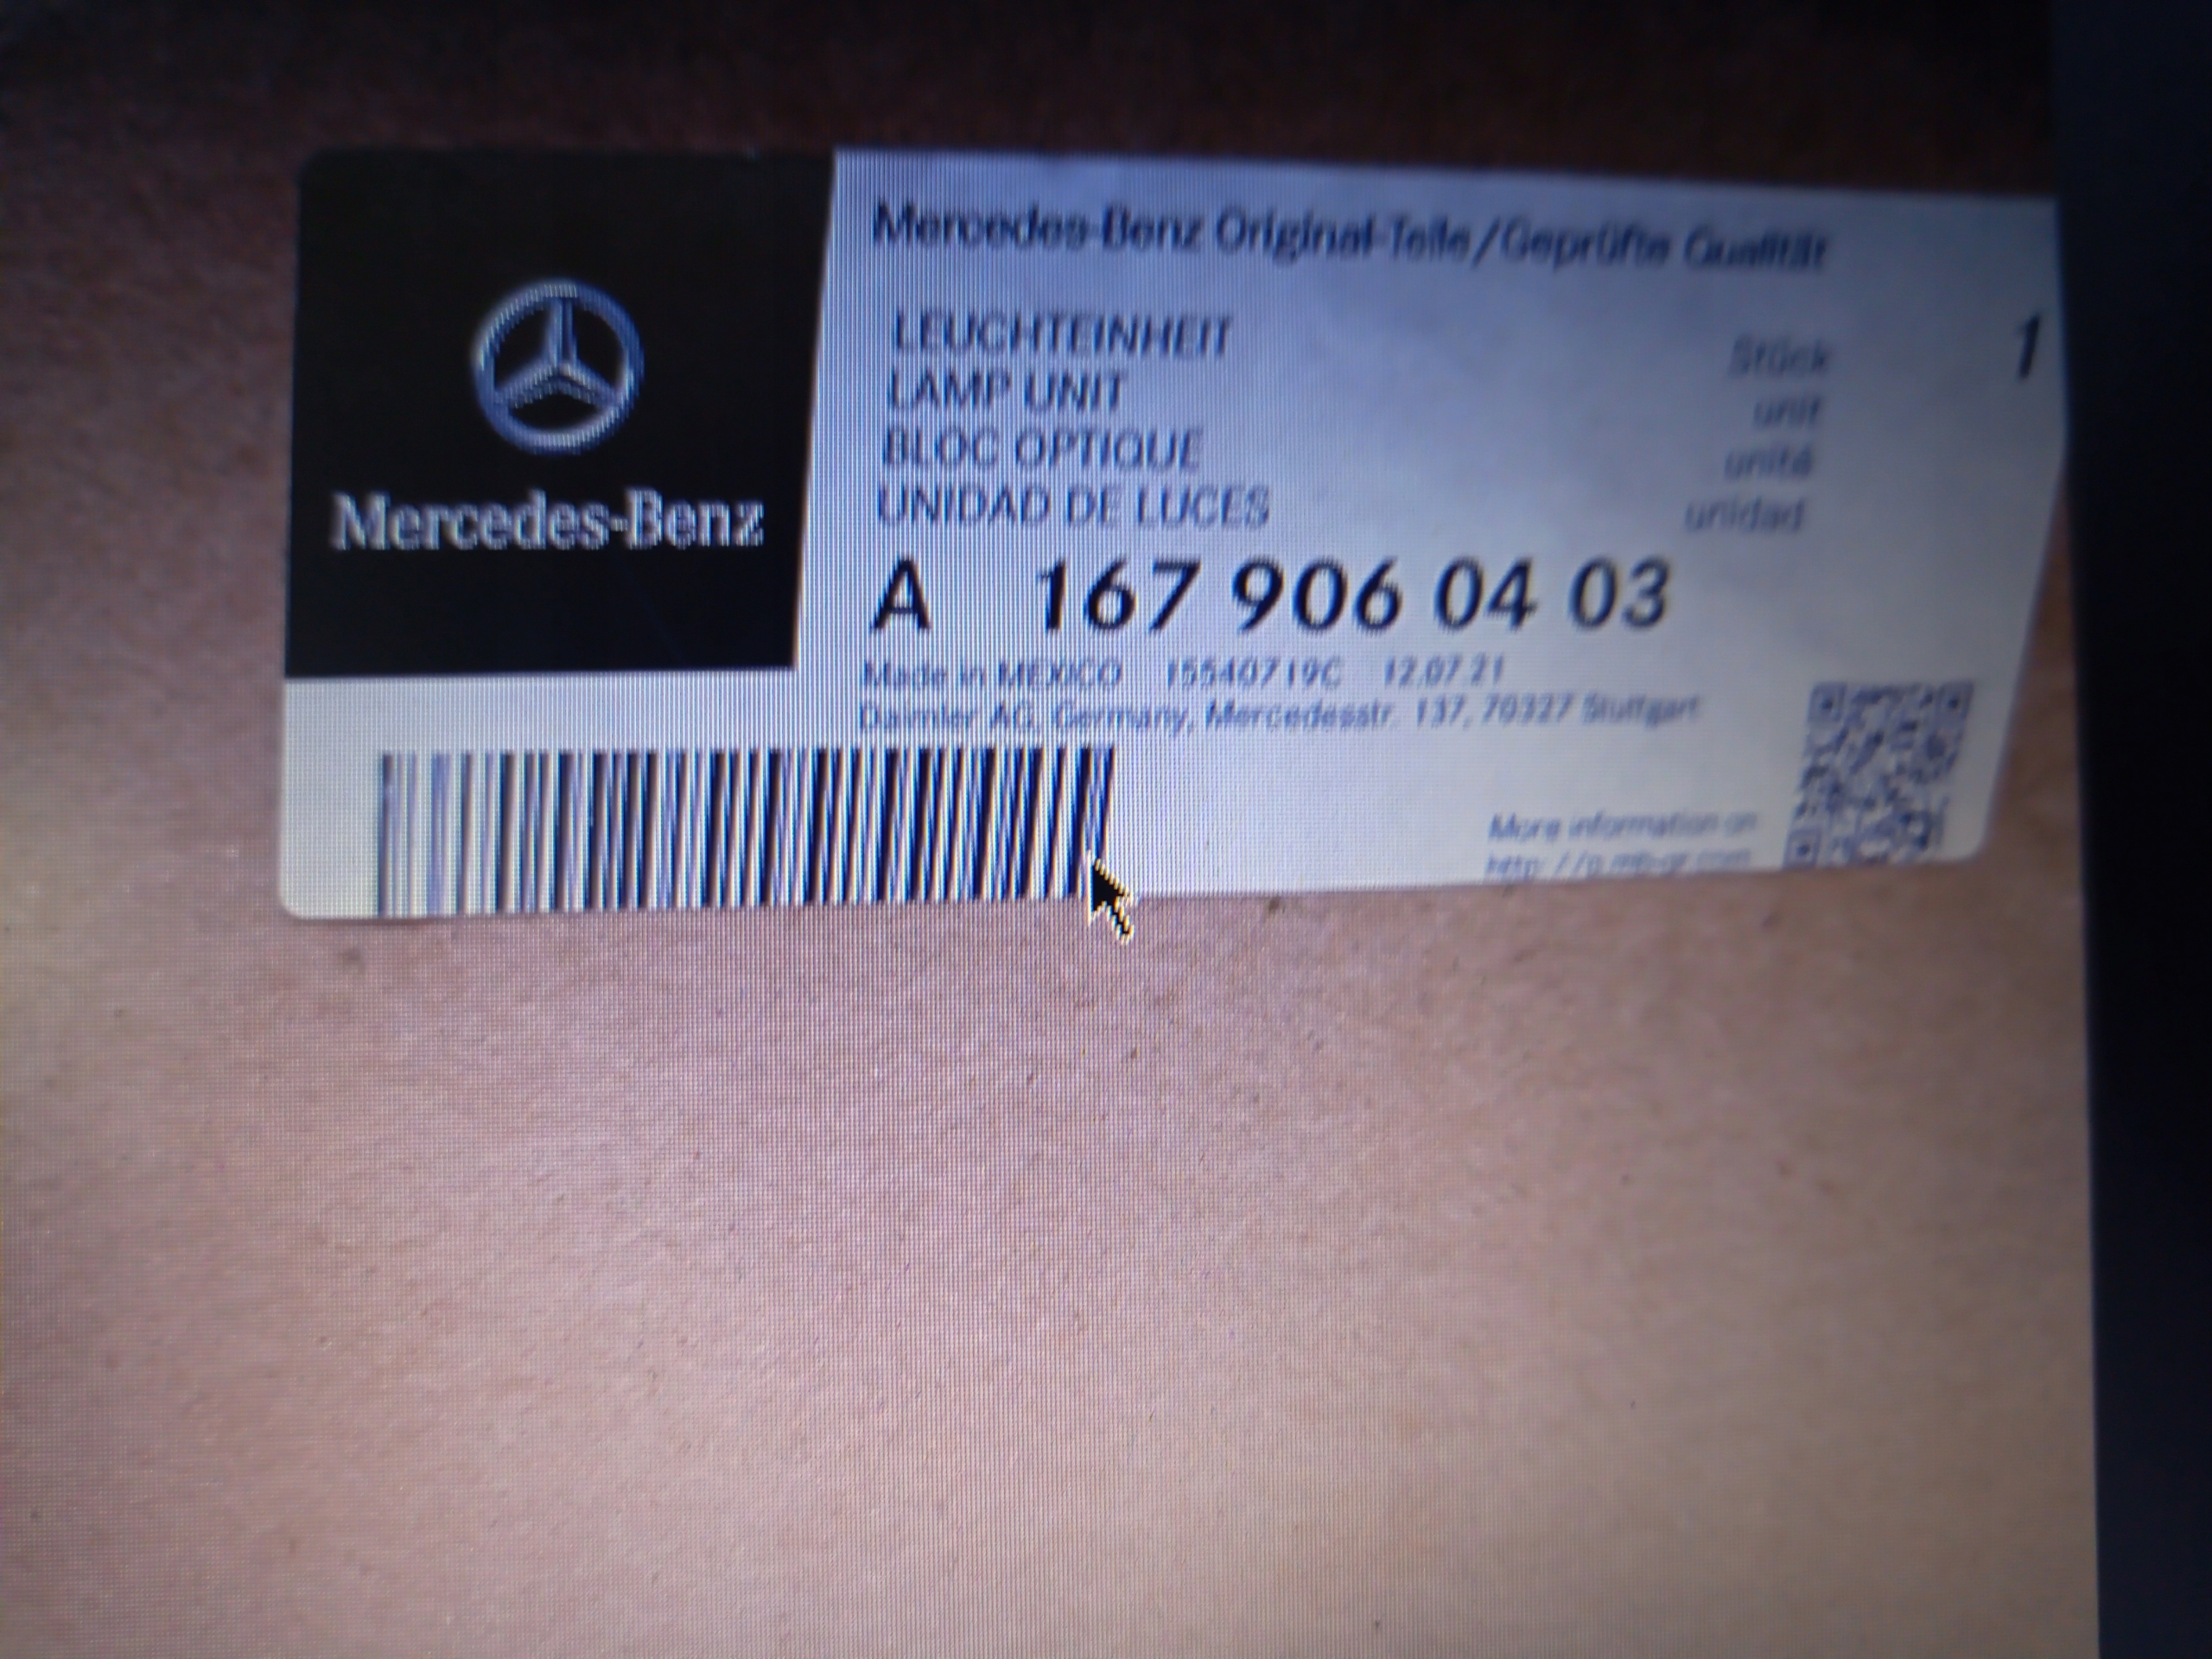 Mercedes-Benz
Mercedes-Benz Original-Teile/Geprüfte Qualität
LEUCHTEINHEIT Stück 1
LAMP UNIT unit
BLOC OPTIQUE unité
UNIDAD DE LUCES unidad
A 167 906 04 03
Made in MEXICO 15540719C 12.07.21
Daimler AG, Germany, Mercedesstr. 137, 70327 Stuttgart
More information on